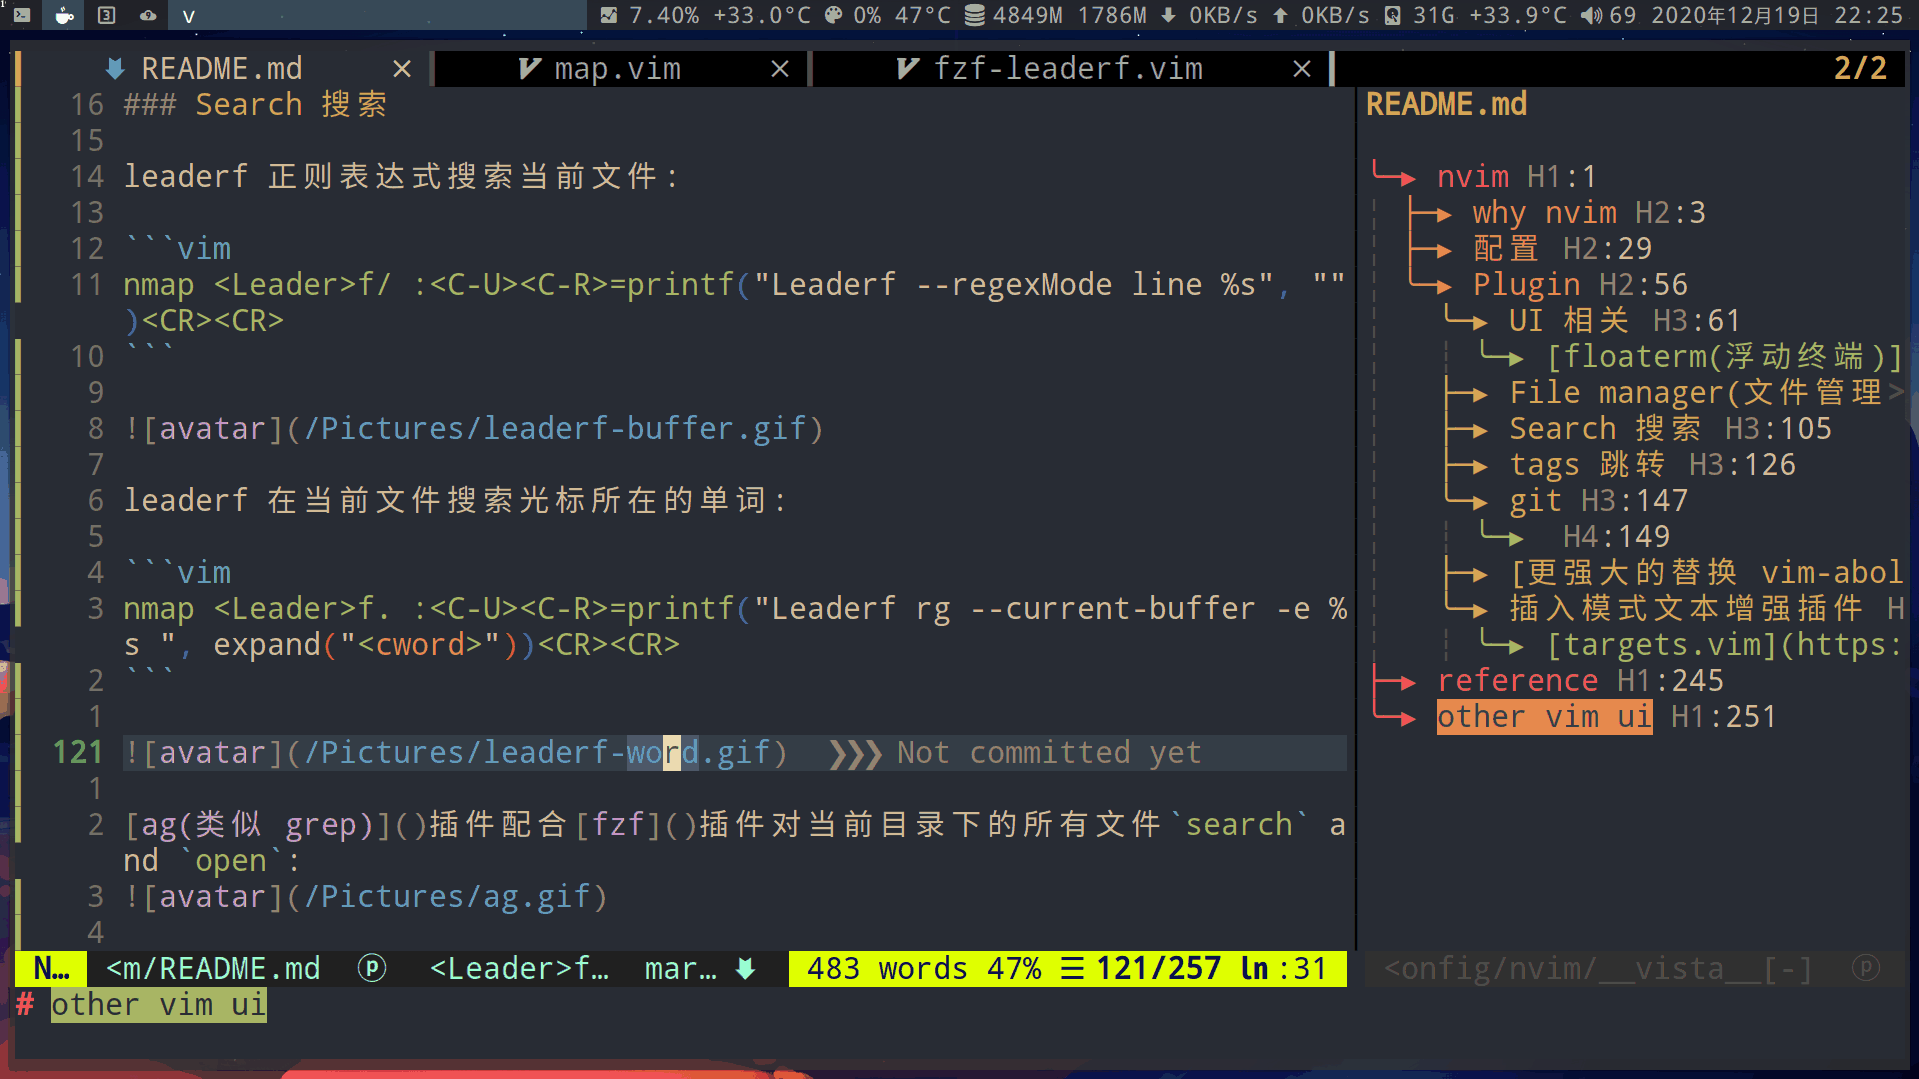 3 9 v 7.40% +33.0°C 0% 47°C 4849M 1786M 0KB/s 0KB/s 31G +33.9°C 69 2020年12月19日 22:25
README.md × map.vim × fzf-leaderf.vim × 2/2
16 ### Search 搜索
15
14 leaderf 正则表达式搜索当前文件:
13
12 ```vim
11 nmap <Leader>f/ :<C-U><C-R>=printf("Leaderf --regexMode line %s", ""
)<CR><CR>
10 ```
9
8 ![avatar](/Pictures/leaderf-buffer.gif)
7
6 leaderf 在当前文件搜索光标所在的单词:
5
4 ```vim
3 nmap <Leader>f. :<C-U><C-R>=printf("Leaderf rg --current-buffer -e %
s ", expand("<cword>"))<CR><CR>
2 ```
1
121 ![avatar](/Pictures/leaderf-word.gif) ❯❯❯ Not committed yet
1
2 [ag(类似 grep)]()插件配合[fzf]()插件对当前目录下的所有文件`search` a
nd `open`:
3 ![avatar](/Pictures/ag.gif)
4
README.md
nvim H1:1
why nvim H2:3
配置 H2:29
Plugin H2:56
UI 相关 H3:61
[floaterm(浮动终端)]
File manager(文件管理>
Search 搜索 H3:105
tags 跳转 H3:126
git H3:147
H4:149
[更强大的替换 vim-abol
插入模式文本增强插件 H
[targets.vim](https:
reference H1:245
other vim ui H1:251
N… <m/README.md ⓟ <Leader>f… mar… 483 words 47% ☰ 121/257 ln :31 <onfig/nvim/__vista__[-] ⓟ
# other vim ui